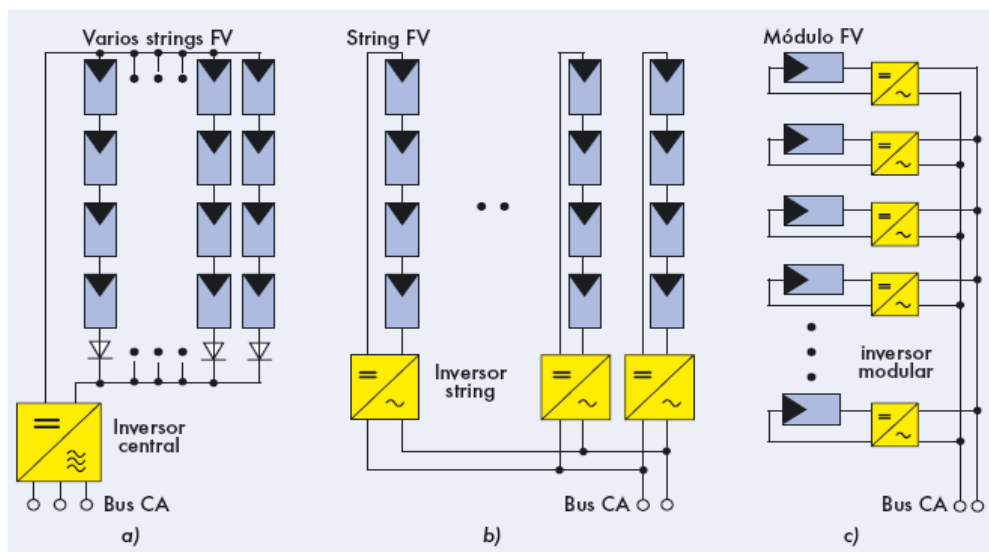 Varios strings FV
Inversor
central
Bus CA
a)
String FV
Inversor
string
Bus CA
b)
Módulo FV
inversor
modular
Bus CA
c)